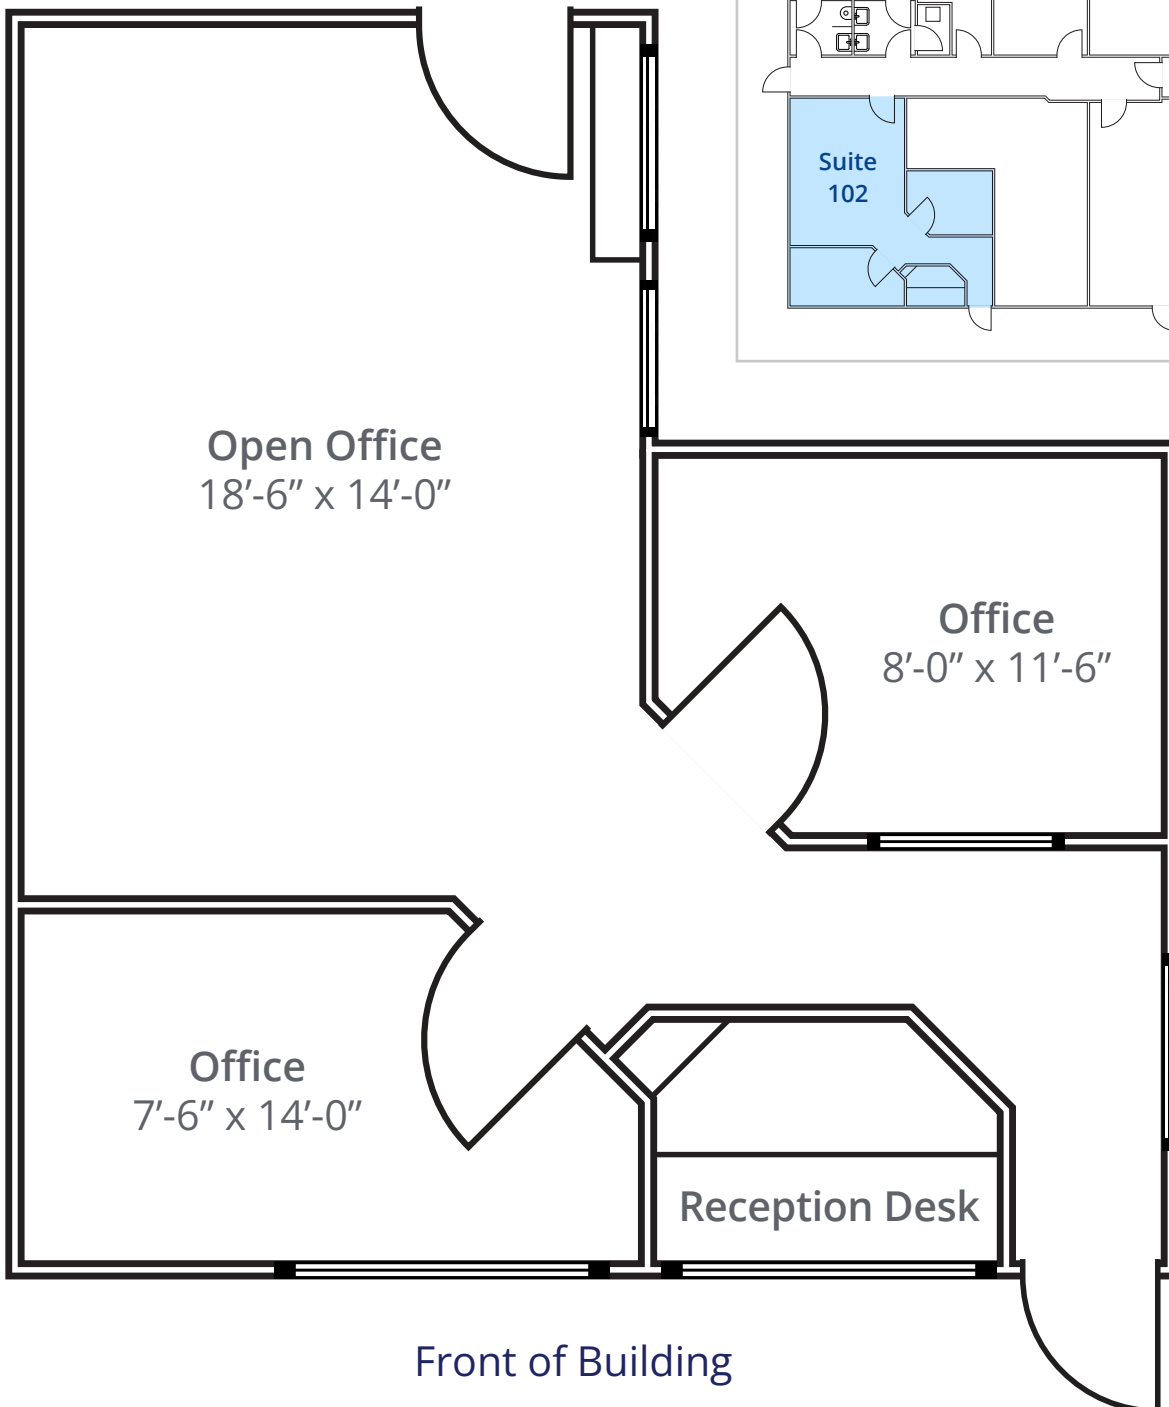 Suite
102
Open Office
18’-6” x 14’-0”
Office
8’-0” x 11’-6”
Office
7’-6” x 14’-0”
Reception Desk
Front of Building